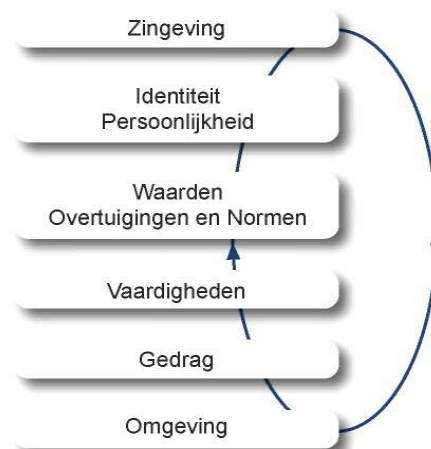 Zingeving
Identiteit
Persoonlijkheid
Waarden
Overtuigingen en Normen
Vaardigheden
Gedrag
Omgeving